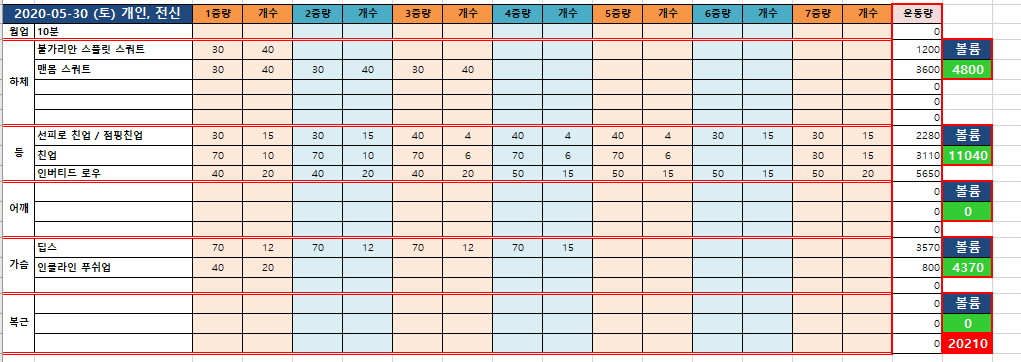 2020-05-30 (토) 개인, 전신 1중량 개수 2중량 개수 3중량 개수 4중량 개수 5중량 개수 6중량 개수 7중량 개수 운동량
웜업 10분 0
하체 불가리안 스플릿 스쿼트 30 40 1200 볼륨
맨몸 스쿼트 30 40 30 40 30 40 3600 4800
0
0
0
등 선피로 친업 / 점핑친업 30 15 30 15 40 4 40 4 40 4 30 15 30 15 2280 볼륨
친업 70 10 70 10 70 6 70 6 70 6 30 15 3110 11040
인버티드 로우 40 20 40 20 40 20 50 15 50 15 50 15 50 20 5650
어깨 0 볼륨
0 0
0
가슴 딥스 70 12 70 12 70 12 70 15 3570 볼륨
인클라인 푸쉬업 40 20 800 4370
0
복근 0 볼륨
0 0
0 20210